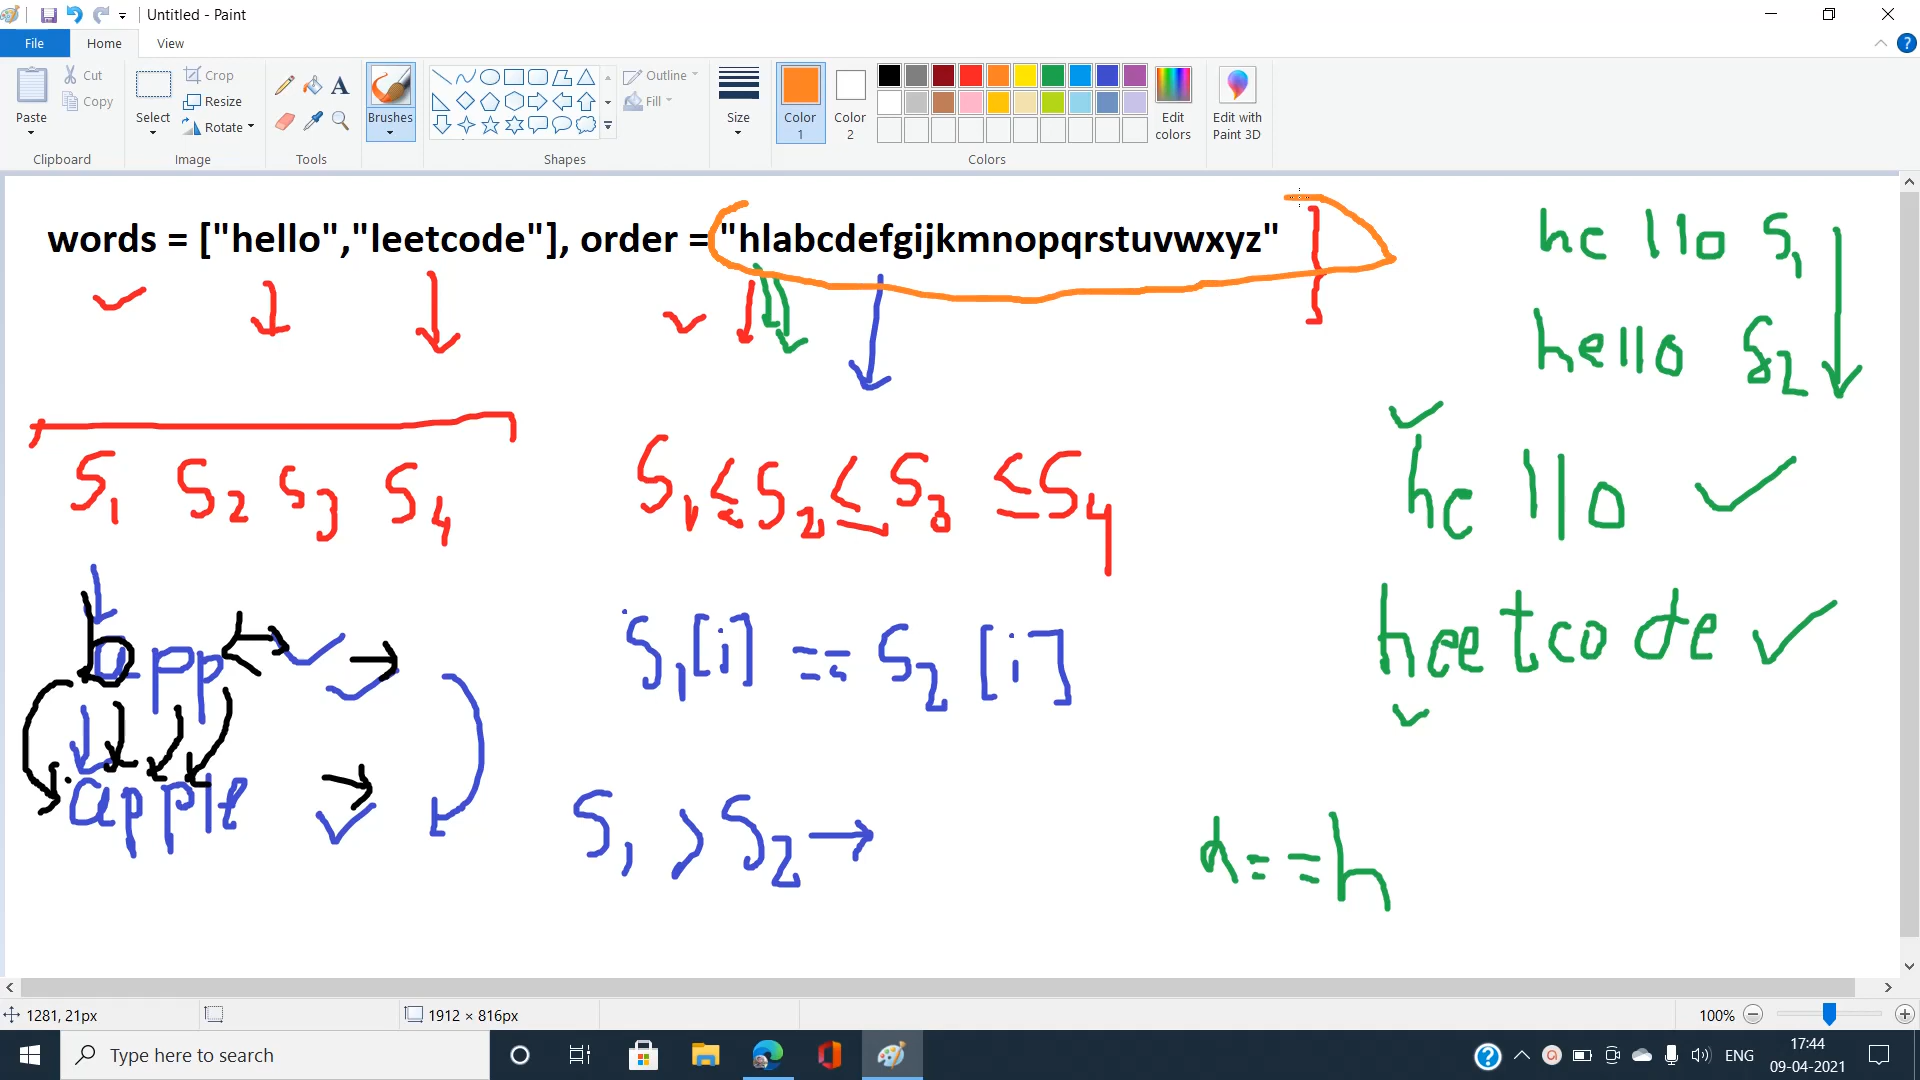 Untitled - Paint
File Home View
Paste Cut Copy Clipboard
Select Crop Resize Rotate Image
Tools
Brushes
Outline Fill Shapes
Size
Color 1 Color 2 Edit colors Colors
Edit with Paint 3D
words = ["hello","leetcode"], order = "hlabcdefgijkmnopqrstuvwxyz"
hc llo S1
hello S2
S1 S2 S3 S4
S1 ≤ S2 ≤ S3 ≤ S4
hc llo
app
S1[i] == S2[i]
heetcode
apple
S1 > S2 →
h == h
1281, 21px 1912 × 816px 100%
Type here to search
ENG 17:44
09-04-2021